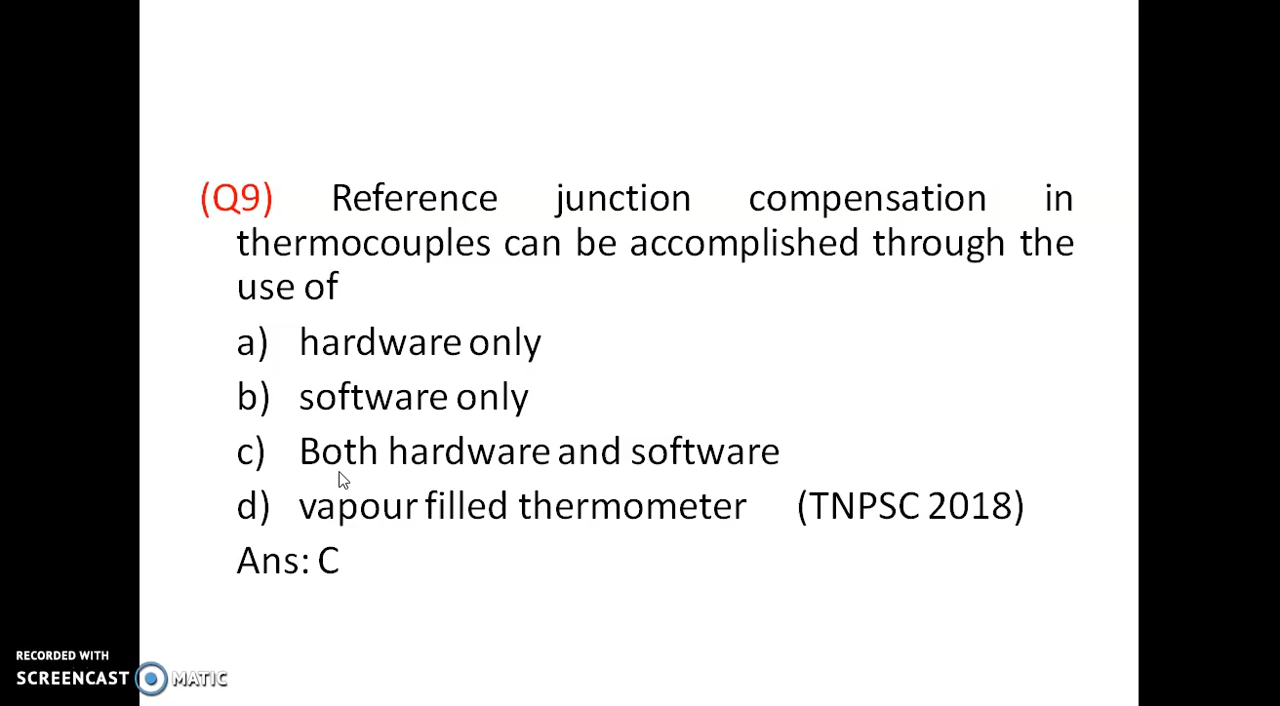 (Q9) Reference junction compensation in
thermocouples can be accomplished through the
use of
a) hardware only
b) software only
c) Both hardware and software
d) vapour filled thermometer (TNPSC 2018)
Ans: C
RECORDED WITH
SCREENCAST MATIC